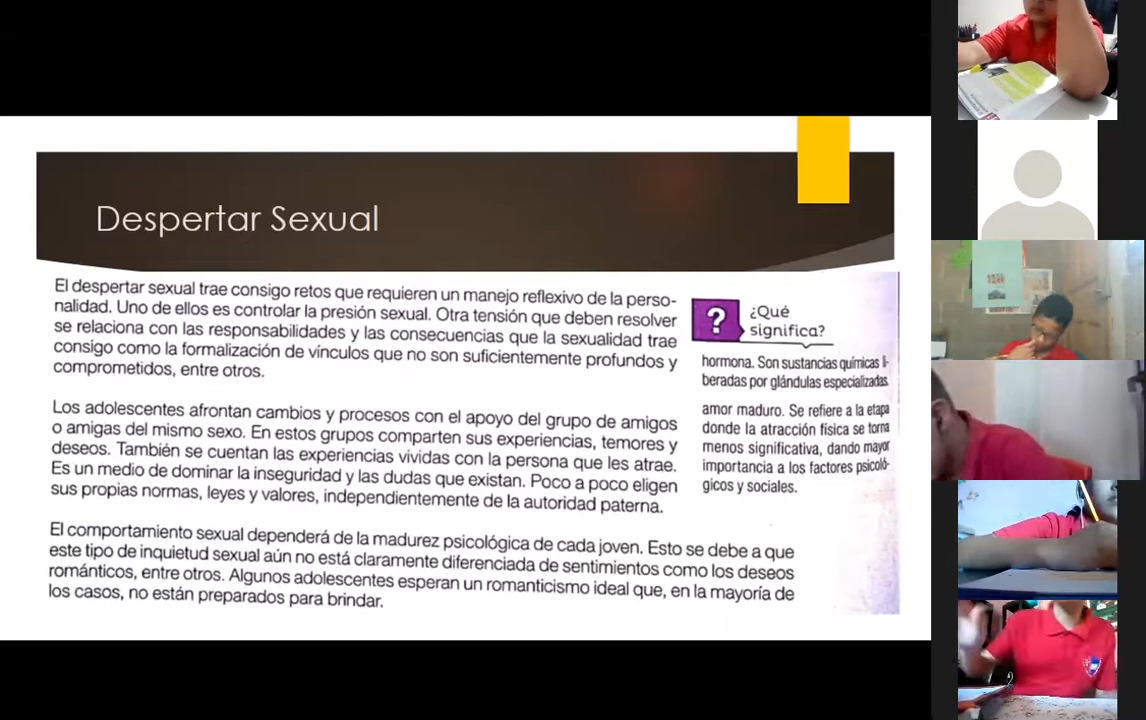 Despertar Sexual
El despertar sexual trae consigo retos que requieren un manejo reflexivo de la perso-
nalidad. Uno de ellos es controlar la presión sexual. Otra tensión que deben resolver
se relaciona con las responsabilidades y las consecuencias que la sexualidad trae
consigo como la formalización de vínculos que no son suficientemente profundos y
comprometidos, entre otros.
Los adolescentes afrontan cambios y procesos con el apoyo del grupo de amigos
o amigas del mismo sexo. En estos grupos comparten sus experiencias, temores y
deseos. También se cuentan las experiencias vividas con la persona que les atrae.
Es un medio de dominar la inseguridad y las dudas que existan. Poco a poco eligen
sus propias normas, leyes y valores, independientemente de la autoridad paterna.
El comportamiento sexual dependerá de la madurez psicológica de cada joven. Esto se debe a que
este tipo de inquietud sexual aún no está claramente diferenciada de sentimientos como los deseos
románticos, entre otros. Algunos adolescentes esperan un romanticismo ideal que, en la mayoría de
los casos, no están preparados para brindar.
?
¿Qué
significa?
hormona. Son sustancias químicas li-
beradas por glándulas especializadas.
amor maduro. Se refiere a la etapa
donde la atracción física se torna
menos significativa, dando mayor
importancia a los factores psicoló-
gicos y sociales.